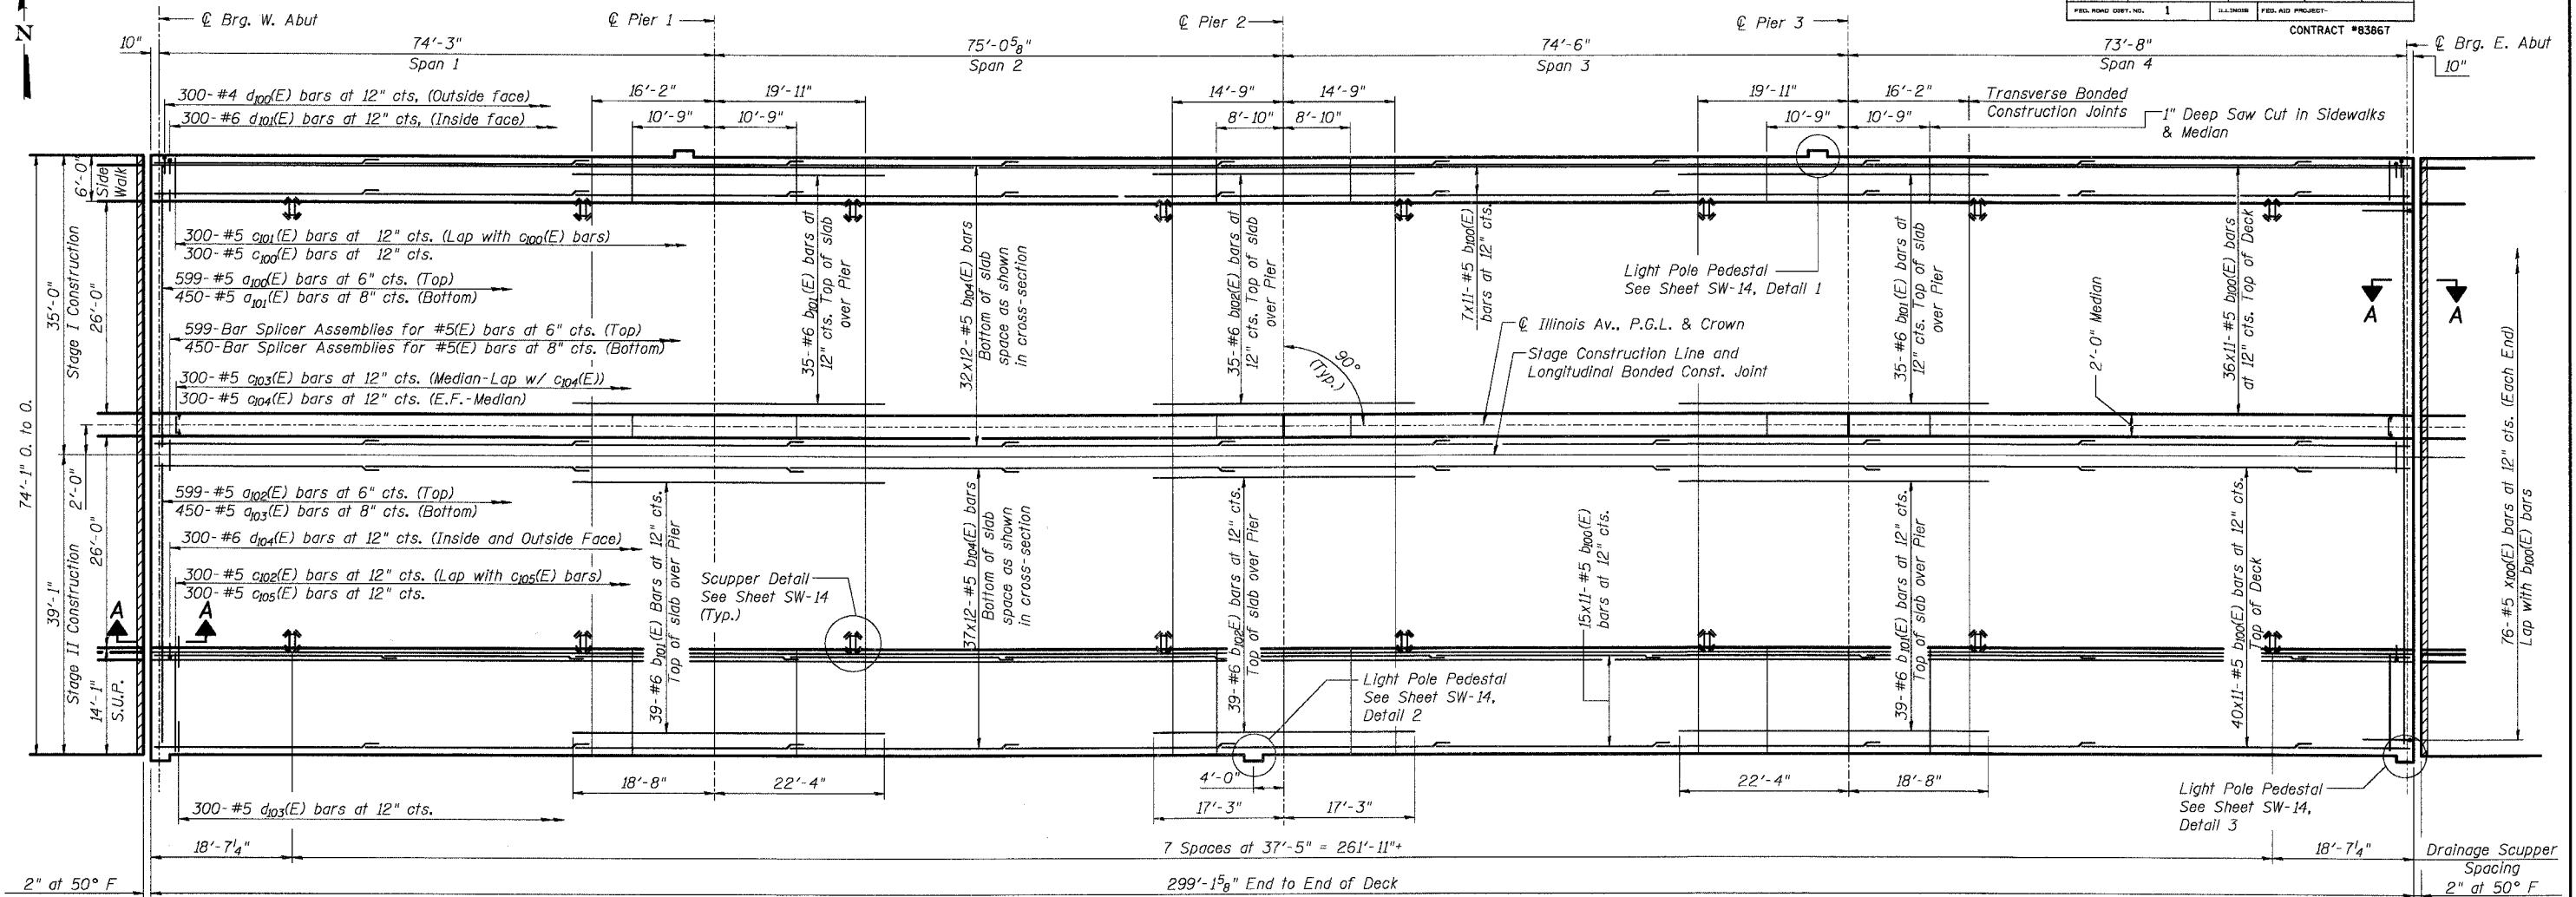 FED. ROAD DIST. NO. 1 ILLINOIS FED. AID PROJECT-
CONTRACT #83867
N
℄ Brg. W. Abut
℄ Pier 1
℄ Pier 2
℄ Pier 3
℄ Brg. E. Abut
10"
74'-3"
Span 1
75'-0 5/8"
Span 2
74'-6"
Span 3
73'-8"
Span 4
10"
300-#4 d100(E) bars at 12" cts, (Outside face)
300-#6 d101(E) bars at 12" cts, (Inside face)
16'-2"
19'-11"
10'-9"
10'-9"
14'-9"
14'-9"
8'-10"
8'-10"
19'-11"
16'-2"
10'-9"
10'-9"
Transverse Bonded
Construction Joints
1" Deep Saw Cut in Sidewalks
& Median
6'-0"
Side
Walk
300-#5 c101(E) bars at 12" cts. (Lap with c100(E) bars)
300-#5 c100(E) bars at 12" cts.
599-#5 a100(E) bars at 6" cts. (Top)
450-#5 a101(E) bars at 8" cts. (Bottom)
599-Bar Splicer Assemblies for #5(E) bars at 6" cts. (Top)
450-Bar Splicer Assemblies for #5(E) bars at 8" cts. (Bottom)
300-#5 c103(E) bars at 12" cts. (Median-Lap w/ c104(E))
300-#5 c104(E) bars at 12" cts. (E.F.-Median)
35'-0"
Stage I Construction
26'-0"
74'-1" O. to O.
35-#6 b101(E) bars at
12" cts. Top of slab
over Pier
32x12-#5 b104(E) bars
Bottom of slab
space as shown
in cross-section
35-#6 b102(E) bars at
12" cts. Top of slab
over Pier
7x11-#5 b100(E)
bars at 12" cts.
Light Pole Pedestal
See Sheet SW-14, Detail 1
35-#6 b101(E) bars at
12" cts. Top of slab
over Pier
36x11-#5 b100(E) bars
at 12" cts. Top of Deck
A
A
90°
(Typ.)
℄ Illinois Av., P.G.L. & Crown
Stage Construction Line and
Longitudinal Bonded Const. Joint
2'-0" Median
76-#5 x100(E) bars at 12" cts. (Each End)
Lap with b100(E) bars
39'-1"
Stage II Construction
2'-0"
26'-0"
14'-1"
S.U.P.
599-#5 a102(E) bars at 6" cts. (Top)
450-#5 a103(E) bars at 8" cts. (Bottom)
300-#6 d104(E) bars at 12" cts. (Inside and Outside Face)
300-#5 c102(E) bars at 12" cts. (Lap with c105(E) bars)
300-#5 c105(E) bars at 12" cts.
A
A
39-#6 b101(E) Bars at 12" cts.
Top of slab over Pier
Scupper Detail
See Sheet SW-14
(Typ.)
37x12-#5 b104(E) bars
Bottom of slab
space as shown
in cross-section
39-#6 b102(E) bars at 12" cts.
Top of slab over Pier
Light Pole Pedestal
See Sheet SW-14,
Detail 2
15x11-#5 b100(E)
bars at 12" cts.
39-#6 b101(E) bars at 12" cts.
Top of slab over Pier
40x11-#5 b100(E) bars at 12" cts.
Top of Deck
300-#5 d103(E) bars at 12" cts.
18'-8"
22'-4"
4'-0"
17'-3"
17'-3"
22'-4"
18'-8"
Light Pole Pedestal
See Sheet SW-14,
Detail 3
18'-7 1/4"
7 Spaces at 37'-5" = 261'-11"+
18'-7 1/4"
Drainage Scupper
Spacing
2" at 50° F
299'-1 5/8" End to End of Deck
2" at 50° F